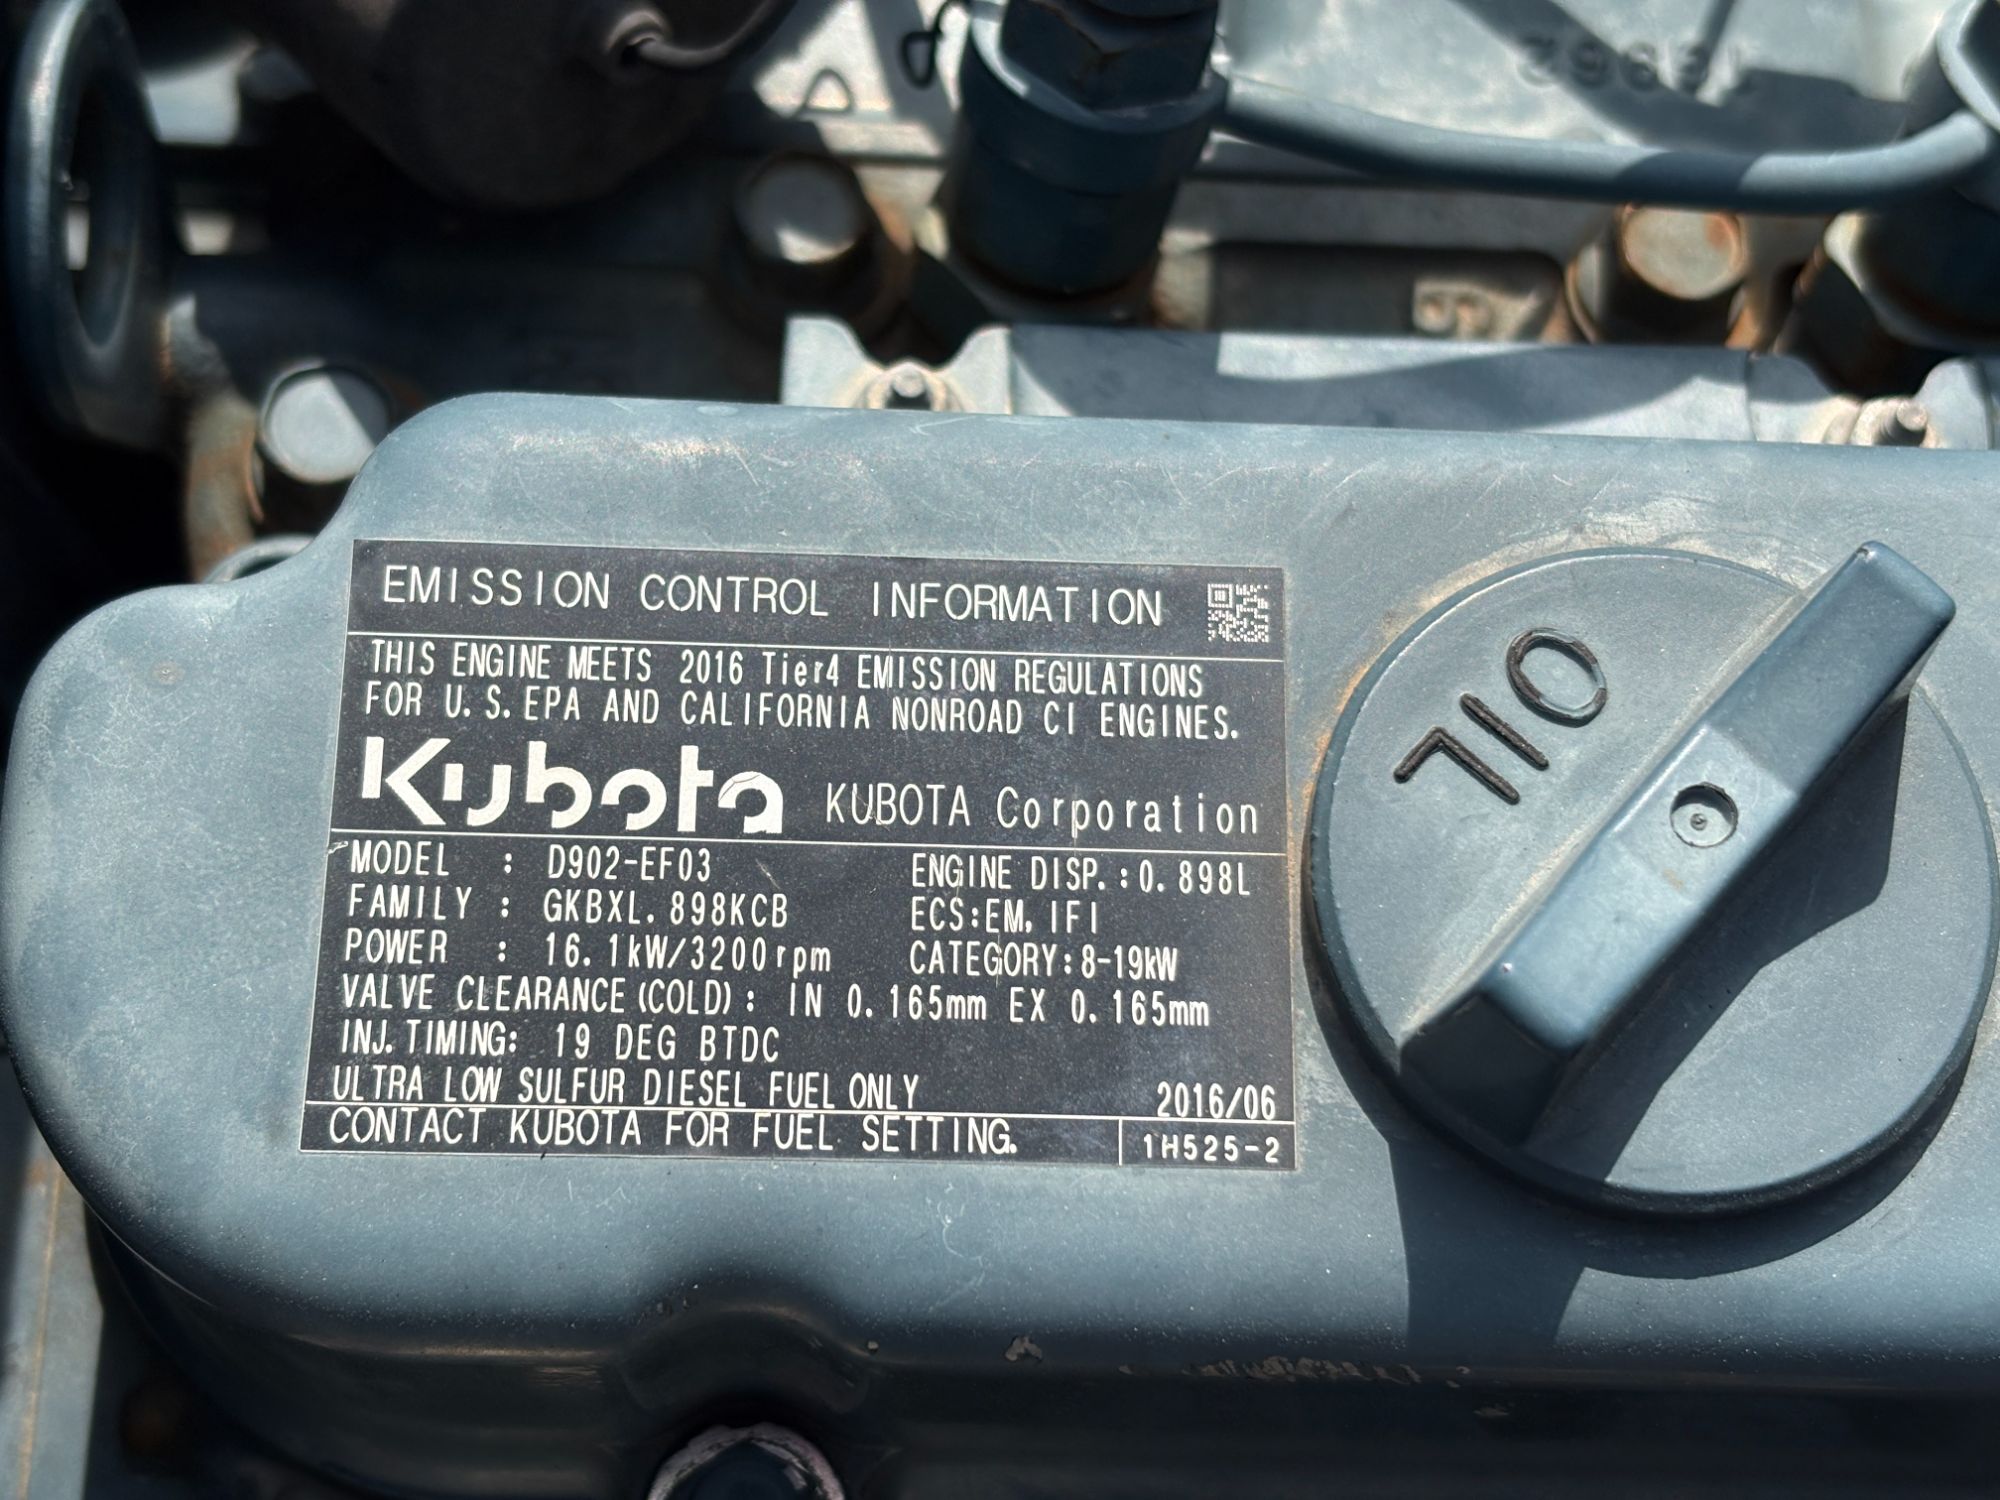 EMISSION CONTROL INFORMATION
THIS ENGINE MEETS 2016 Tier4 EMISSION REGULATIONS
FOR U.S.EPA AND CALIFORNIA NONROAD CI ENGINES.
Kubota KUBOTA Corporation
MODEL : D902-EF03 ENGINE DISP.:0.898L
FAMILY : GKBXL.898KCB ECS:EM,IFI
POWER : 16.1kW/3200rpm CATEGORY:8-19kW
VALVE CLEARANCE(COLD): IN 0.165mm EX 0.165mm
INJ.TIMING: 19 DEG BTDC
ULTRA LOW SULFUR DIESEL FUEL ONLY 2016/06
CONTACT KUBOTA FOR FUEL SETTING. 1H525-2
OIL